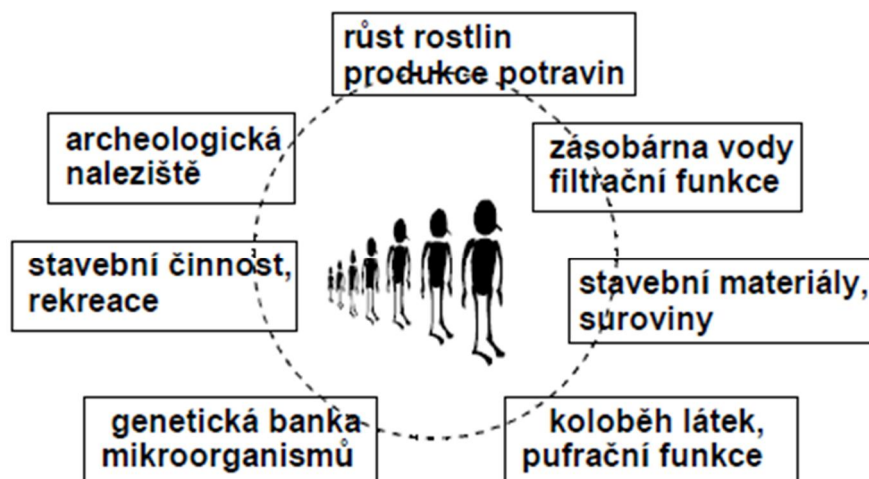 růst rostlin
produkce potravin
archeologická
naleziště
zásobárna vody
filtrační funkce
stavební činnost,
rekreace
stavební materiály,
suroviny
genetická banka
mikroorganismů
koloběh látek,
pufrační funkce